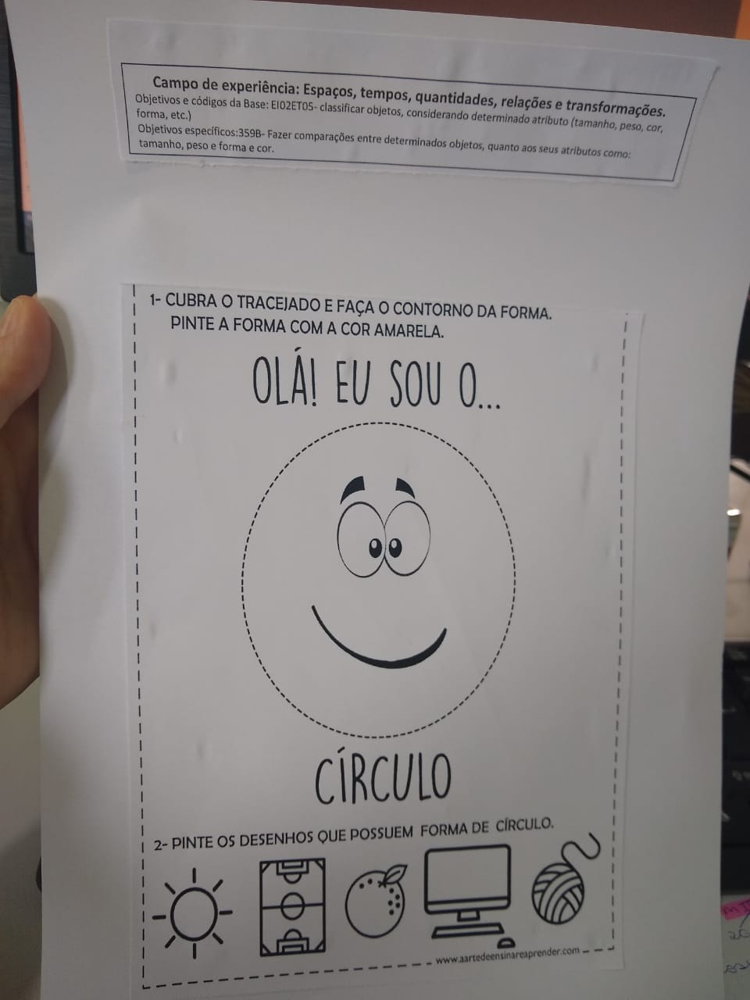 Campo de experiência: Espaços, tempos, quantidades, relações e transformações.
Objetivos e códigos da Base: EI02ET05- classificar objetos, considerando determinado atributo (tamanho, peso, cor,
forma, etc.)
Objetivos específicos:359B- Fazer comparações entre determinados objetos, quanto aos seus atributos como:
tamanho, peso e forma e cor.
1- CUBRA O TRACEJADO E FAÇA O CONTORNO DA FORMA.
PINTE A FORMA COM A COR AMARELA.
OLÁ! EU SOU O...
CÍRCULO
2- PINTE OS DESENHOS QUE POSSUEM FORMA DE CÍRCULO.
www.aartedeensinareaprender.com